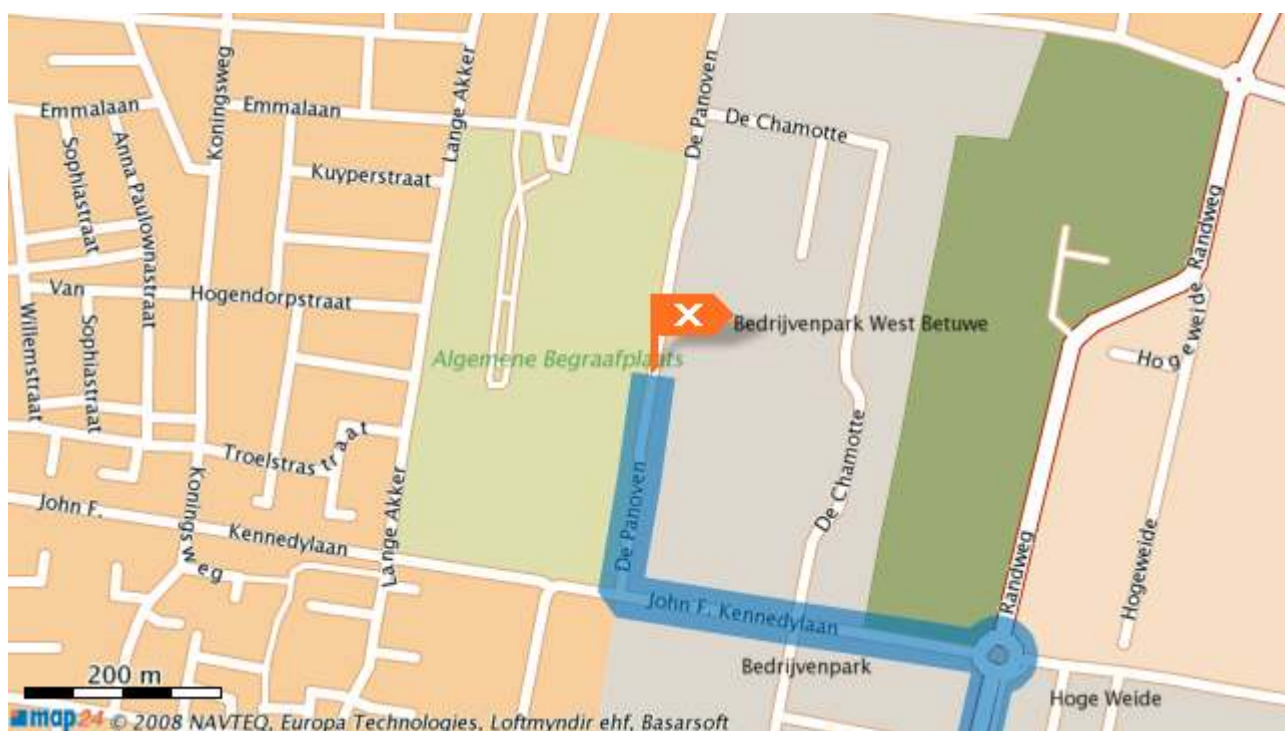 Emmalaan
Koningsweg
Emmalaan
Lange Akker
De Panoven
De Chamotte
Sophiastraat
Anna Paulownastraat
Kuyperstraat
Randweg
Van
Hogendorpstraat
Willemstraat
Sophiastraat
X
Bedrijvenpark West Betuwe
Algemene Begraafplaats
Hogeweide
Troelstrastraat
De Chamotte
Koningsweg
Lange Akker
De Panoven
John F.
Kennedylaan
Randweg
Hogeweide
John F. Kennedylaan
Bedrijvenpark
Hoge Weide
200 m
map24 © 2008 NAVTEQ, Europa Technologies, Loftmyndir ehf, Basarsoft